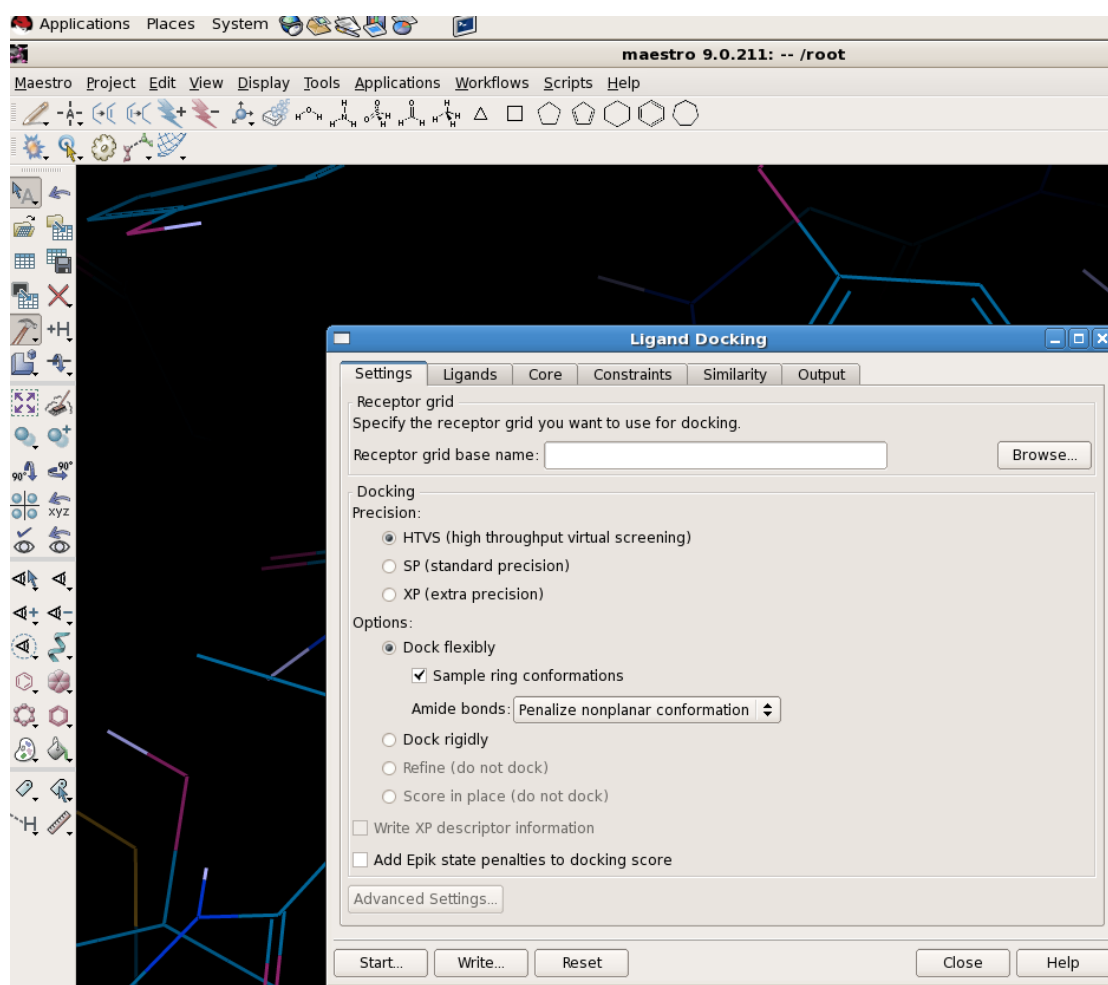 Applications Places System
maestro 9.0.211: -- /root
Maestro Project Edit View Display Tools Applications Workflows Scripts Help
+H
90°
90°
xyz
H
Ligand Docking
Settings Ligands Core Constraints Similarity Output
Receptor grid
Specify the receptor grid you want to use for docking.
Receptor grid base name: Browse...
Docking
Precision:
HTVS (high throughput virtual screening)
SP (standard precision)
XP (extra precision)
Options:
Dock flexibly
Sample ring conformations
Amide bonds: Penalize nonplanar conformation
Dock rigidly
Refine (do not dock)
Score in place (do not dock)
Write XP descriptor information
Add Epik state penalties to docking score
Advanced Settings...
Start... Write... Reset Close Help